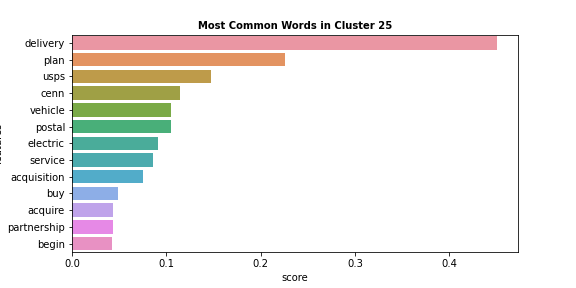 Most Common Words in Cluster 25
delivery
plan
usps
cenn
vehicle
postal
electric
service
acquisition
buy
acquire
partnership
begin
0.0 0.1 0.2 0.3 0.4
score